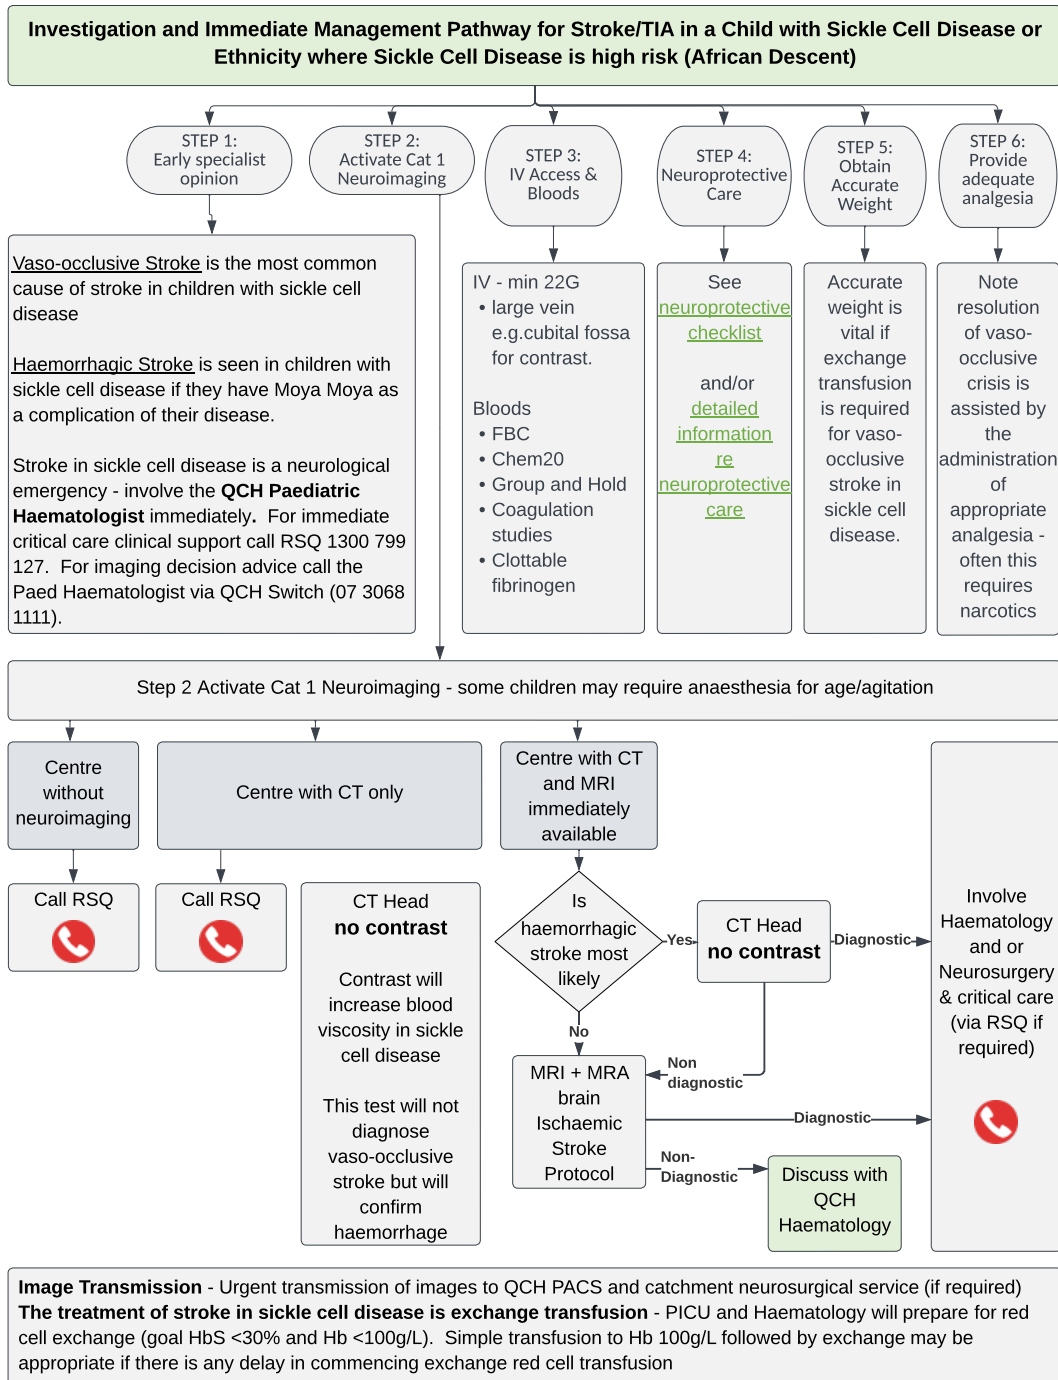 Investigation and Immediate Management Pathway for Stroke/TIA in a Child with Sickle Cell Disease or
Ethnicity where Sickle Cell Disease is high risk (African Descent)
STEP 1:
Early specialist
opinion
STEP 2:
Activate Cat 1
Neuroimaging
STEP 3:
IV Access &
Bloods
STEP 4:
Neuroprotective
Care
STEP 5:
Obtain
Accurate
Weight
STEP 6:
Provide
adequate
analgesia
Vaso-occlusive Stroke is the most common
cause of stroke in children with sickle cell
disease
Haemorrhagic Stroke is seen in children with
sickle cell disease if they have Moya Moya as
a complication of their disease.
Stroke in sickle cell disease is a neurological
emergency - involve the QCH Paediatric
Haematologist immediately.  For immediate
critical care clinical support call RSQ 1300 799
127.  For imaging decision advice call the
Paed Haematologist via QCH Switch (07 3068
1111).
IV - min 22G
• large vein
e.g.cubital fossa
for contrast.
Bloods
• FBC
• Chem20
• Group and Hold
• Coagulation
studies
• Clottable
fibrinogen
See
neuroprotective
checklist
and/or
detailed
information
re
neuroprotective
care
Accurate
weight is
vital if
exchange
transfusion
is required
for vaso-
occlusive
stroke in
sickle cell
disease.
Note
resolution
of vaso-
occlusive
crisis is
assisted by
the
administration
of
appropriate
analgesia -
often this
requires
narcotics
Step 2 Activate Cat 1 Neuroimaging - some children may require anaesthesia for age/agitation
Centre
without
neuroimaging
Centre with CT only
Centre with CT
and MRI
immediately
available
Call RSQ
Call RSQ
CT Head
no contrast
Contrast will
increase blood
viscosity in sickle
cell disease
This test will not
diagnose
vaso-occlusive
stroke but will
confirm
haemorrhage
Is
haemorrhagic
stroke most
likely
Yes
No
CT Head
no contrast
Diagnostic
Non
diagnostic
MRI + MRA
brain
Ischaemic
Stroke
Protocol
Diagnostic
Non-
Diagnostic
Discuss with
QCH
Haematology
Involve
Haematology
and or
Neurosurgery
& critical care
(via RSQ if
required)
Image Transmission - Urgent transmission of images to QCH PACS and catchment neurosurgical service (if required)
The treatment of stroke in sickle cell disease is exchange transfusion - PICU and Haematology will prepare for red
cell exchange (goal HbS <30% and Hb <100g/L).  Simple transfusion to Hb 100g/L followed by exchange may be
appropriate if there is any delay in commencing exchange red cell transfusion